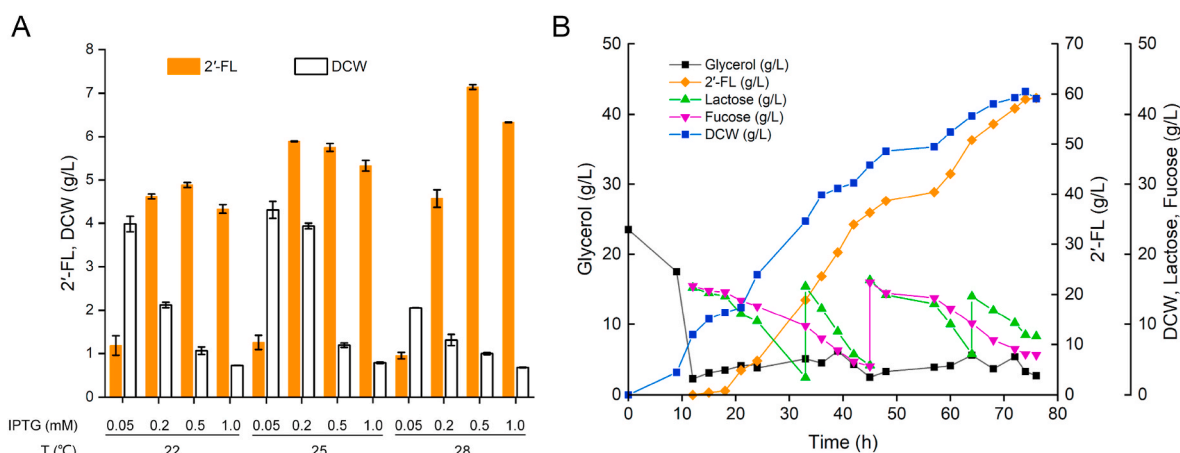 A
8
7
6
5
4
3
2
1
0
2′-FL, DCW (g/L)
2′-FL
DCW
IPTG (mM) 0.05 0.2 0.5 1.0 0.05 0.2 0.5 1.0 0.05 0.2 0.5 1.0
T (℃) 22 25 28
B
50
40
30
20
10
0
Glycerol (g/L)
Glycerol (g/L)
2′-FL (g/L)
Lactose (g/L)
Fucose (g/L)
DCW (g/L)
0 10 20 30 40 50 60 70 80
Time (h)
70
60
50
40
30
20
10
0
2′-FL (g/L)
50
40
30
20
10
0
DCW, Lactose, Fucose (g/L)